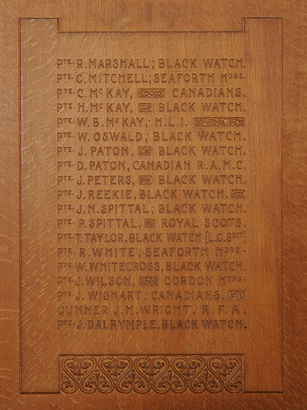 PTE. R. MARSHALL; BLACK WATCH.
PTE. C. MITCHELL; SEAFORTH HDRS.
PTE. C. MCKAY, CANADIANS.
PTE. H. MCKAY, BLACK WATCH.
PTE. W. B. MCKAY, H.L.I.
PTE. W. OSWALD, BLACK WATCH.
PTE. J. PATON, BLACK WATCH.
PTE. D. PATON, CANADIAN R.A.M.C.
PTE. J. PETERS, BLACK WATCH.
PTE. J. REEKIE, BLACK WATCH.
PTE. J. N. SPITTAL; BLACK WATCH.
PTE. P. SPITTAL, ROYAL SCOTS.
PTE. T. TAYLOR, BLACK WATCH (L.O.SCOT)
PTE. R. WHITE, SEAFORTH HDRS.
PTE. W. WHITECROSS, BLACK WATCH.
PTE. J. WILSON, GORDON HDRS.
PTE. J. WISHART; CANADIANS.
GUNNER J. M. WRIGHT, R. F. A.
PTE. J. DALRYMPLE, BLACK WATCH.